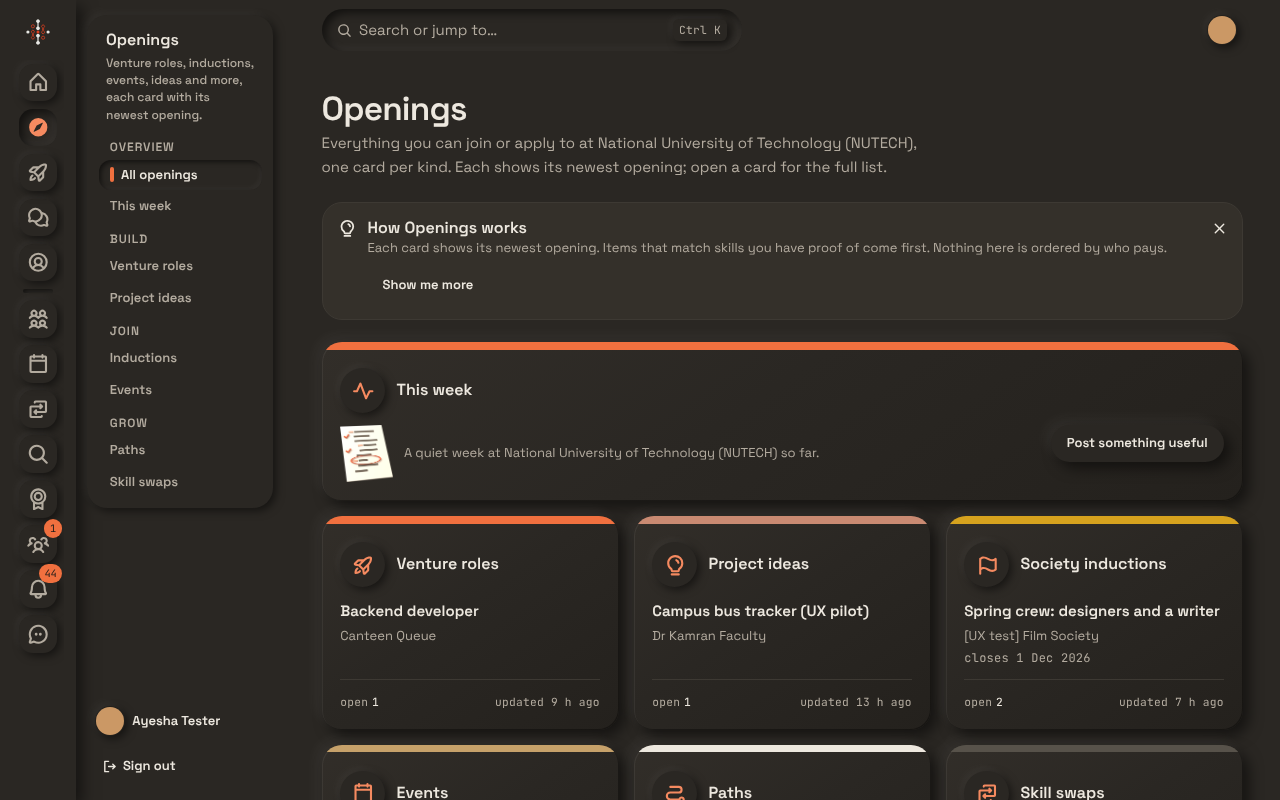 Search or jump to...
Ctrl K
Openings
Venture roles, inductions,
events, ideas and more,
each card with its
newest opening.
OVERVIEW
All openings
This week
BUILD
Venture roles
Project ideas
JOIN
Inductions
Events
GROW
Paths
Skill swaps
1
44
Ayesha Tester
Sign out
Openings
Everything you can join or apply to at National University of Technology (NUTECH),
one card per kind. Each shows its newest opening; open a card for the full list.
How Openings works
Each card shows its newest opening. Items that match skills you have proof of come first. Nothing here is ordered by who pays.
Show me more
This week
A quiet week at National University of Technology (NUTECH) so far.
Post something useful
Venture roles
Backend developer
Canteen Queue
open 1
updated 9 h ago
Project ideas
Campus bus tracker (UX pilot)
Dr Kamran Faculty
open 1
updated 13 h ago
Society inductions
Spring crew: designers and a writer
[UX test] Film Society
closes 1 Dec 2026
open 2
updated 7 h ago
Events
Paths
Skill swaps